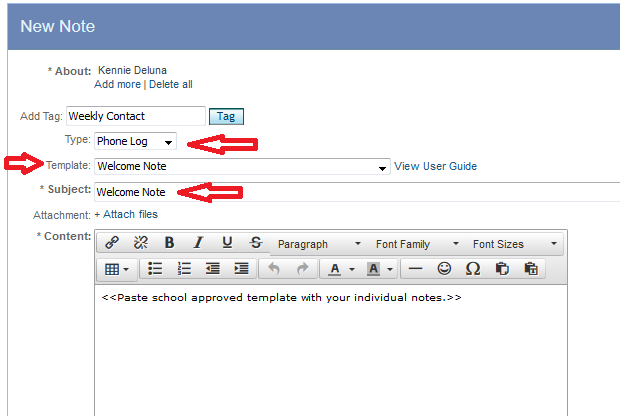 New Note
* About: Kennie Deluna
Add more | Delete all
Add Tag: Weekly Contact Tag
Type: Phone Log
Template: Welcome Note View User Guide
* Subject: Welcome Note
Attachment: + Attach files
* Content: B I U S Paragraph Font Family Font Sizes
A A Ω
<<Paste school approved template with your individual notes.>>